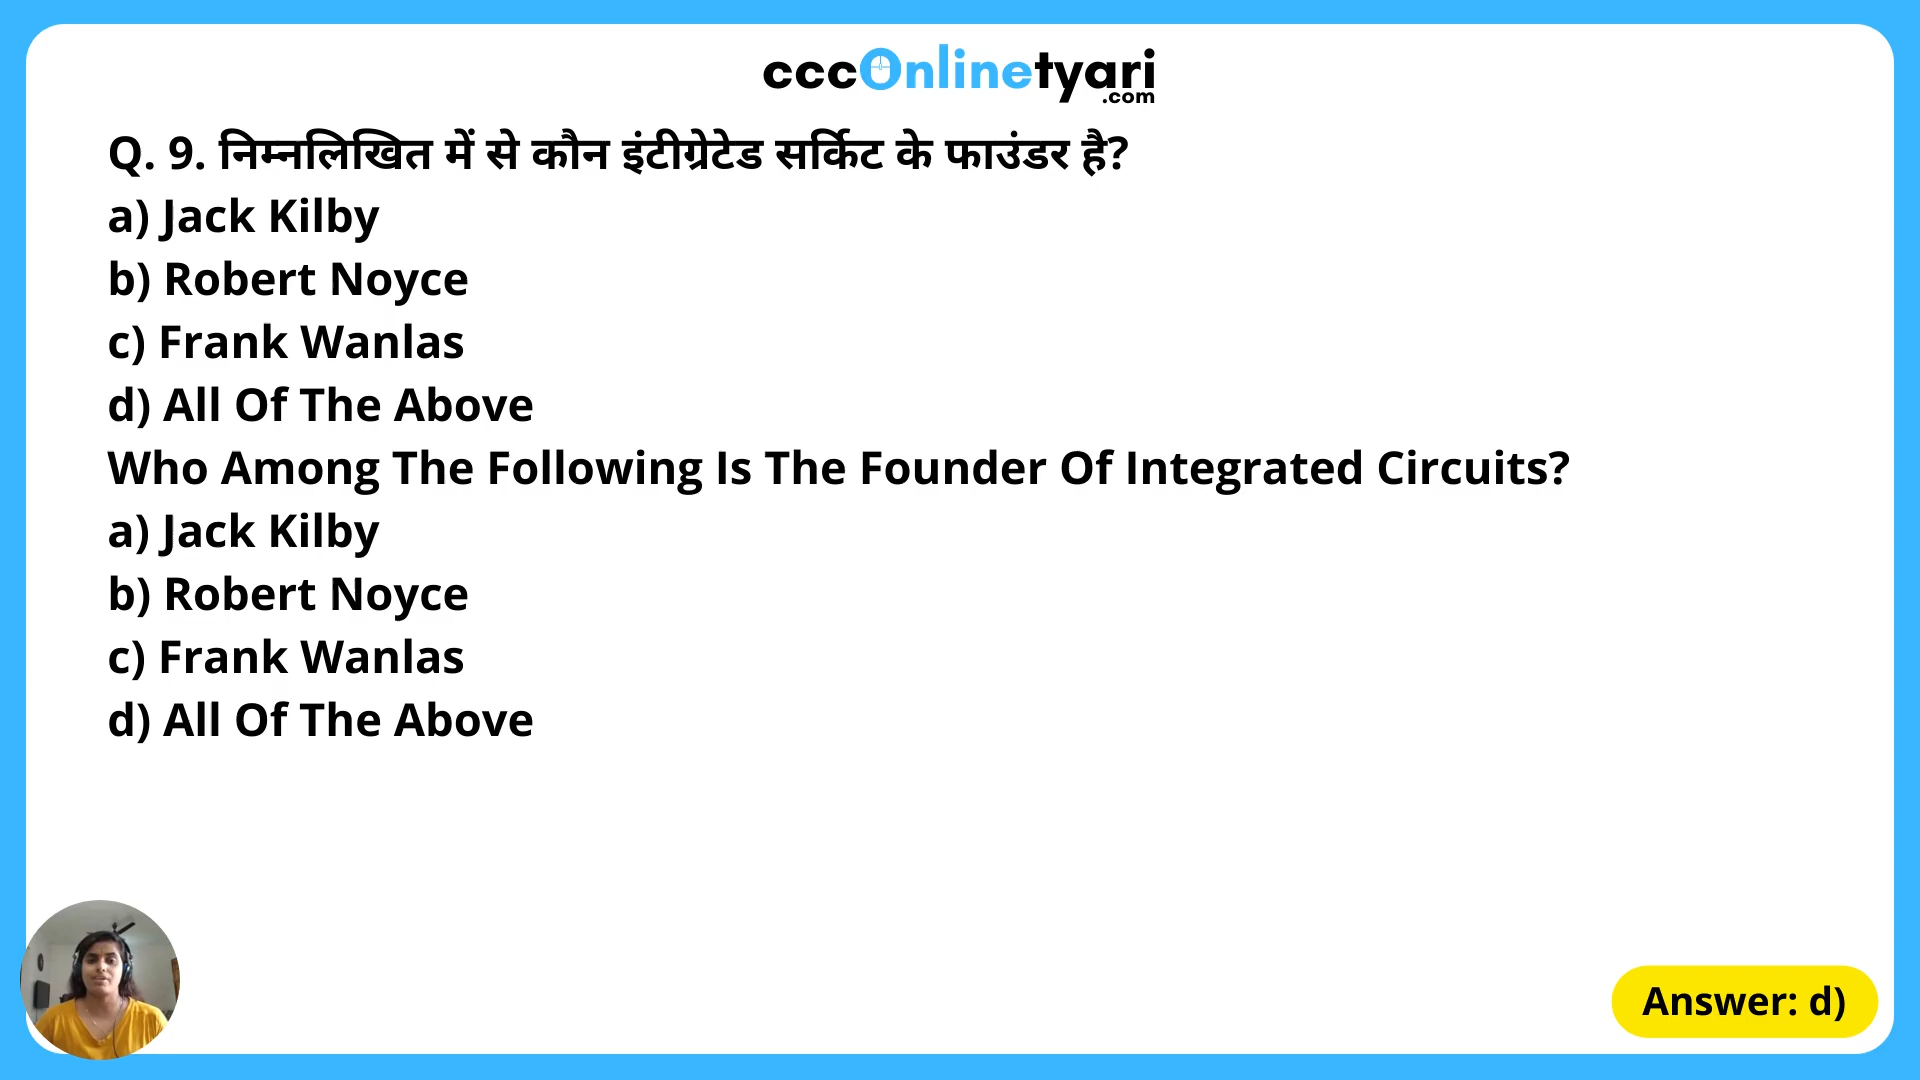 cccOnlinetyari
.com
Q. 9. निम्नलिखित में से कौन इंटीग्रेटेड सर्किट के फाउंडर है?
a) Jack Kilby
b) Robert Noyce
c) Frank Wanlas
d) All Of The Above
Who Among The Following Is The Founder Of Integrated Circuits?
a) Jack Kilby
b) Robert Noyce
c) Frank Wanlas
d) All Of The Above
Answer: d)